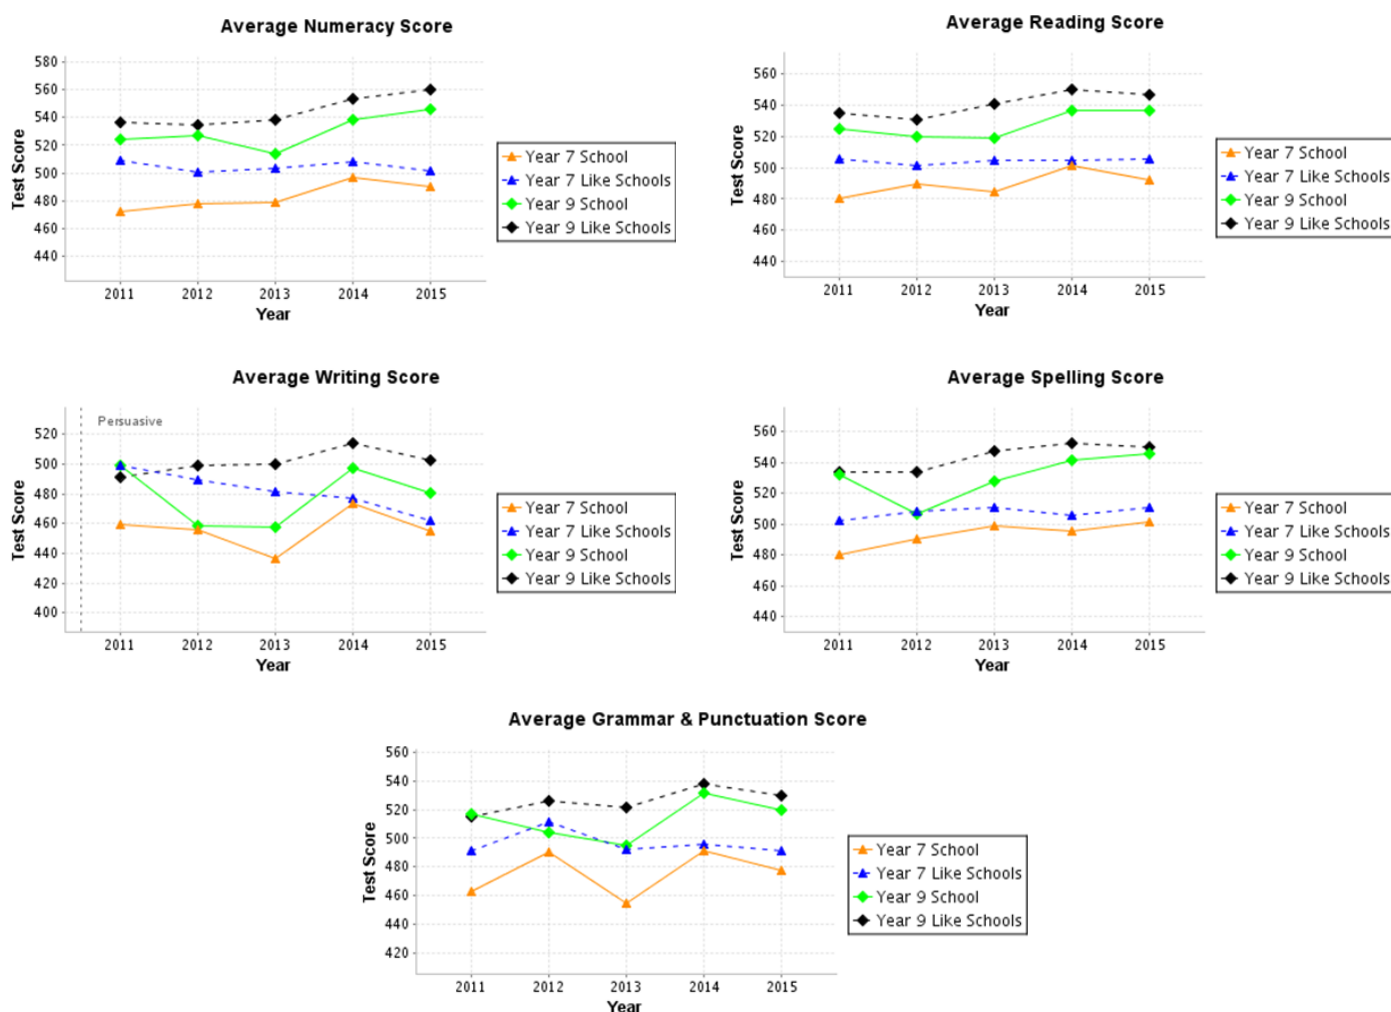 Average Numeracy Score
580
560
540
520
500
480
460
440
Test Score
2011 2012 2013 2014 2015
Year
Year 7 School
Year 7 Like Schools
Year 9 School
Year 9 Like Schools
Average Reading Score
560
540
520
500
480
460
440
Test Score
2011 2012 2013 2014 2015
Year
Year 7 School
Year 7 Like Schools
Year 9 School
Year 9 Like Schools
Average Writing Score
Persuasive
520
500
480
460
440
420
400
Test Score
2011 2012 2013 2014 2015
Year
Year 7 School
Year 7 Like Schools
Year 9 School
Year 9 Like Schools
Average Spelling Score
560
540
520
500
480
460
440
Test Score
2011 2012 2013 2014 2015
Year
Year 7 School
Year 7 Like Schools
Year 9 School
Year 9 Like Schools
Average Grammar & Punctuation Score
560
540
520
500
480
460
440
420
Test Score
2011 2012 2013 2014 2015
Year
Year 7 School
Year 7 Like Schools
Year 9 School
Year 9 Like Schools